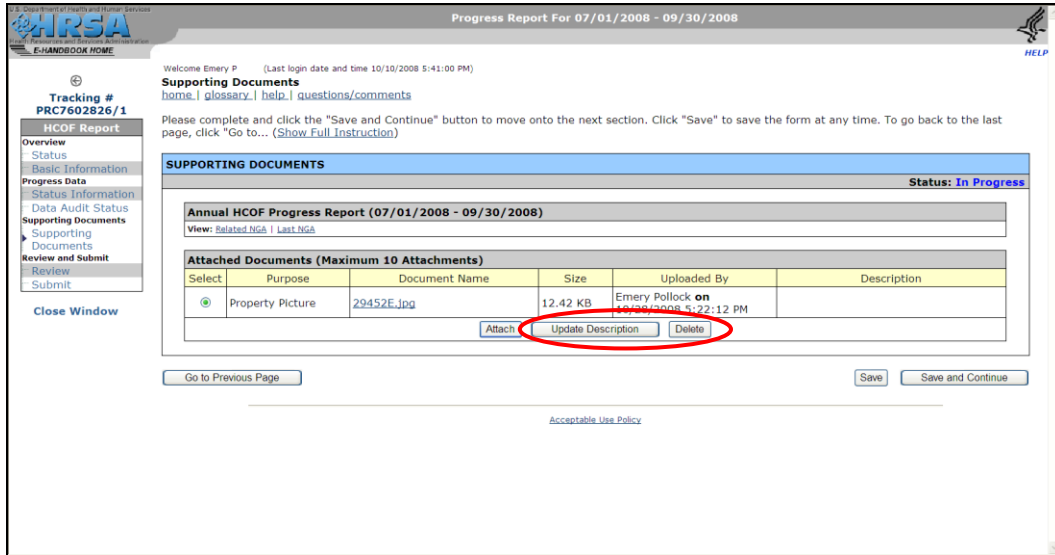 U.S. Department of Health and Human Services
HRSA
Health Resources and Services Administration
E-HANDBOOK HOME
Progress Report For 07/01/2008 - 09/30/2008
HELP
Tracking #
PRC7602826/1
HCOF Report
Overview
Status
Basic Information
Progress Data
Status Information
Data Audit Status
Supporting Documents
Supporting
Documents
Review and Submit
Review
Submit
Close Window
Welcome Emery P (Last login date and time 10/10/2008 5:41:00 PM)
Supporting Documents
home | glossary | help | questions/comments
Please complete and click the "Save and Continue" button to move onto the next section. Click "Save" to save the form at any time. To go back to the last
page, click "Go to... (Show Full Instruction)
SUPPORTING DOCUMENTS
Status: In Progress
Annual HCOF Progress Report (07/01/2008 - 09/30/2008)
View: Related NGA | Last NGA
Attached Documents (Maximum 10 Attachments)
Select Purpose Document Name Size Uploaded By Description
Property Picture 29452E.jpg 12.42 KB Emery Pollock on
10/28/2008 5:22:12 PM
Attach Update Description Delete
Go to Previous Page Save Save and Continue
Acceptable Use Policy